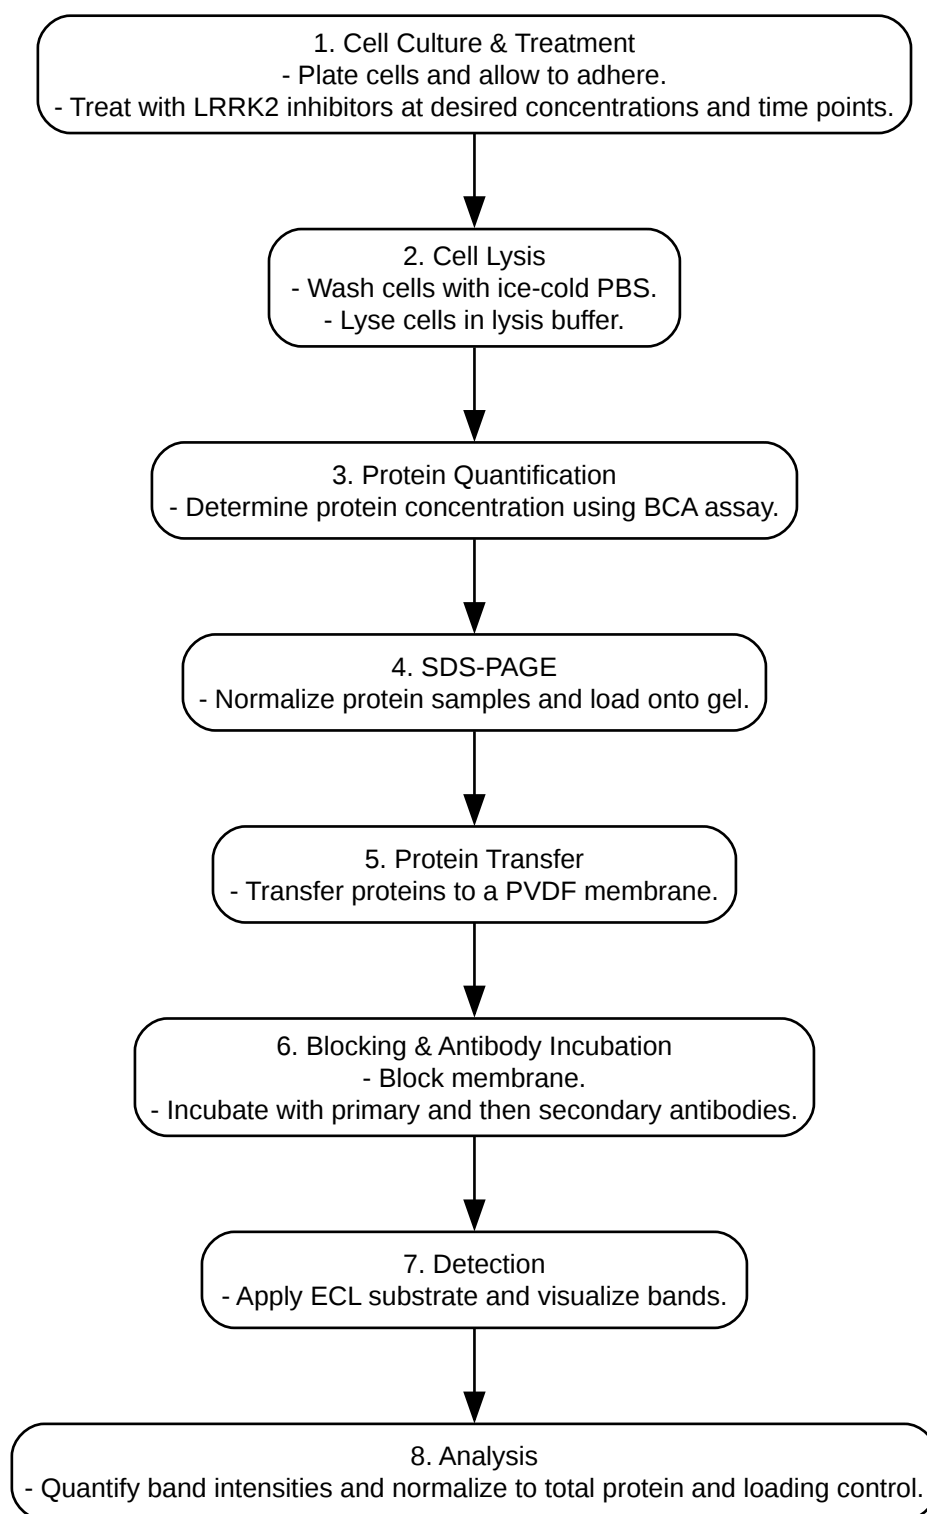 1. Cell Culture & Treatment
- Plate cells and allow to adhere.
- Treat with LRRK2 inhibitors at desired concentrations and time points.
2. Cell Lysis
- Wash cells with ice-cold PBS.
- Lyse cells in lysis buffer.
3. Protein Quantification
- Determine protein concentration using BCA assay.
4. SDS-PAGE
- Normalize protein samples and load onto gel.
5. Protein Transfer
- Transfer proteins to a PVDF membrane.
6. Blocking & Antibody Incubation
- Block membrane.
- Incubate with primary and then secondary antibodies.
7. Detection
- Apply ECL substrate and visualize bands.
8. Analysis
- Quantify band intensities and normalize to total protein and loading control.